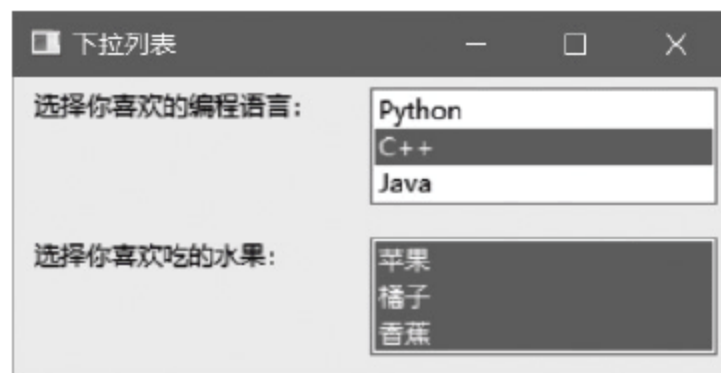 下拉列表
选择你喜欢的编程语言：
Python
C++
Java
选择你喜欢吃的水果：
苹果
橘子
香蕉